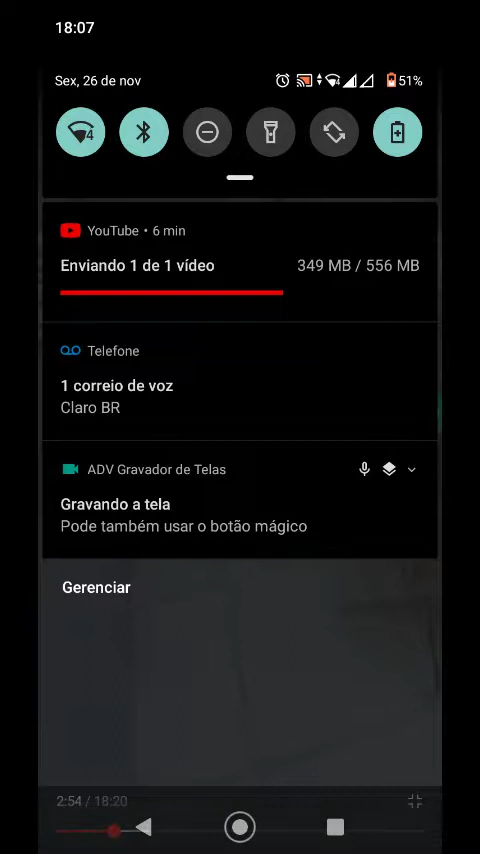 18:07
Sex, 26 de nov
51%
4
YouTube • 6 min
Enviando 1 de 1 vídeo 349 MB / 556 MB
Telefone
1 correio de voz
Claro BR
ADV Gravador de Telas
Gravando a tela
Pode também usar o botão mágico
Gerenciar
2:54 / 18:20